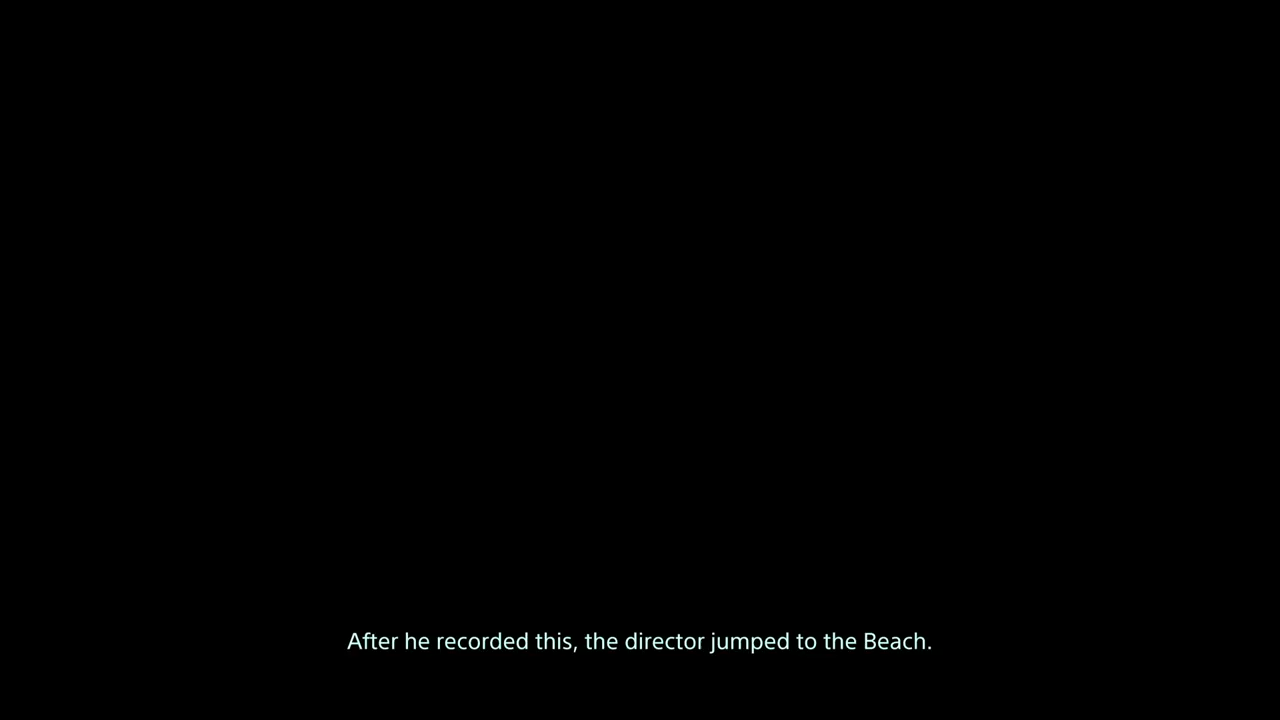 After he recorded this, the director jumped to the Beach.